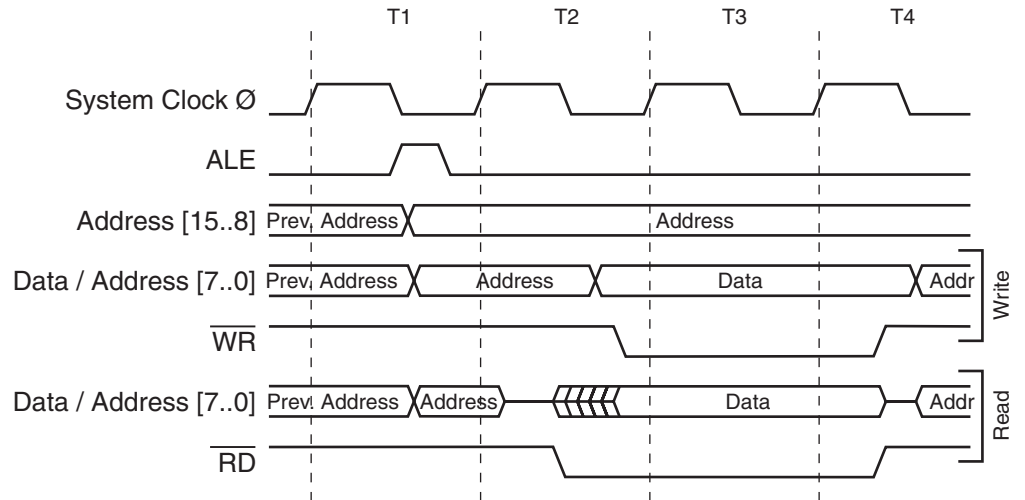 T1 T2 T3 T4
System Clock Ø
ALE
Address [15..8] Prev. Address Address
Data / Address [7..0] Prev. Address Address Data Addr
WR
Write
Data / Address [7..0] Prev. Address Address Data Addr
RD
Read